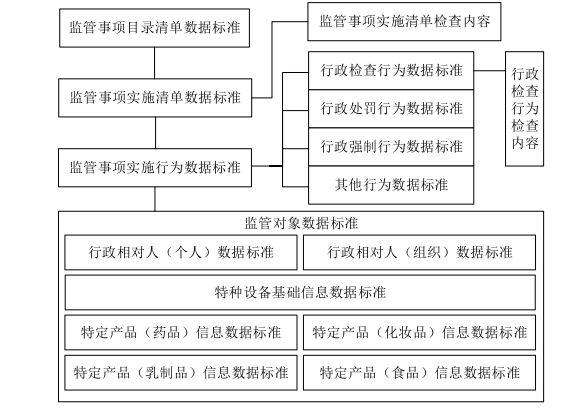 监管事项目录清单数据标准
监管事项实施清单检查内容
监管事项实施清单数据标准
行政检查行为数据标准
行政处罚行为数据标准
行政强制行为数据标准
其他行为数据标准
行政
检查
行为
检查
内容
监管事项实施行为数据标准
监管对象数据标准
行政相对人（个人）数据标准
行政相对人（组织）数据标准
特种设备基础信息数据标准
特定产品（药品）信息数据标准
特定产品（化妆品）信息数据标准
特定产品（乳制品）信息数据标准
特定产品（食品）信息数据标准